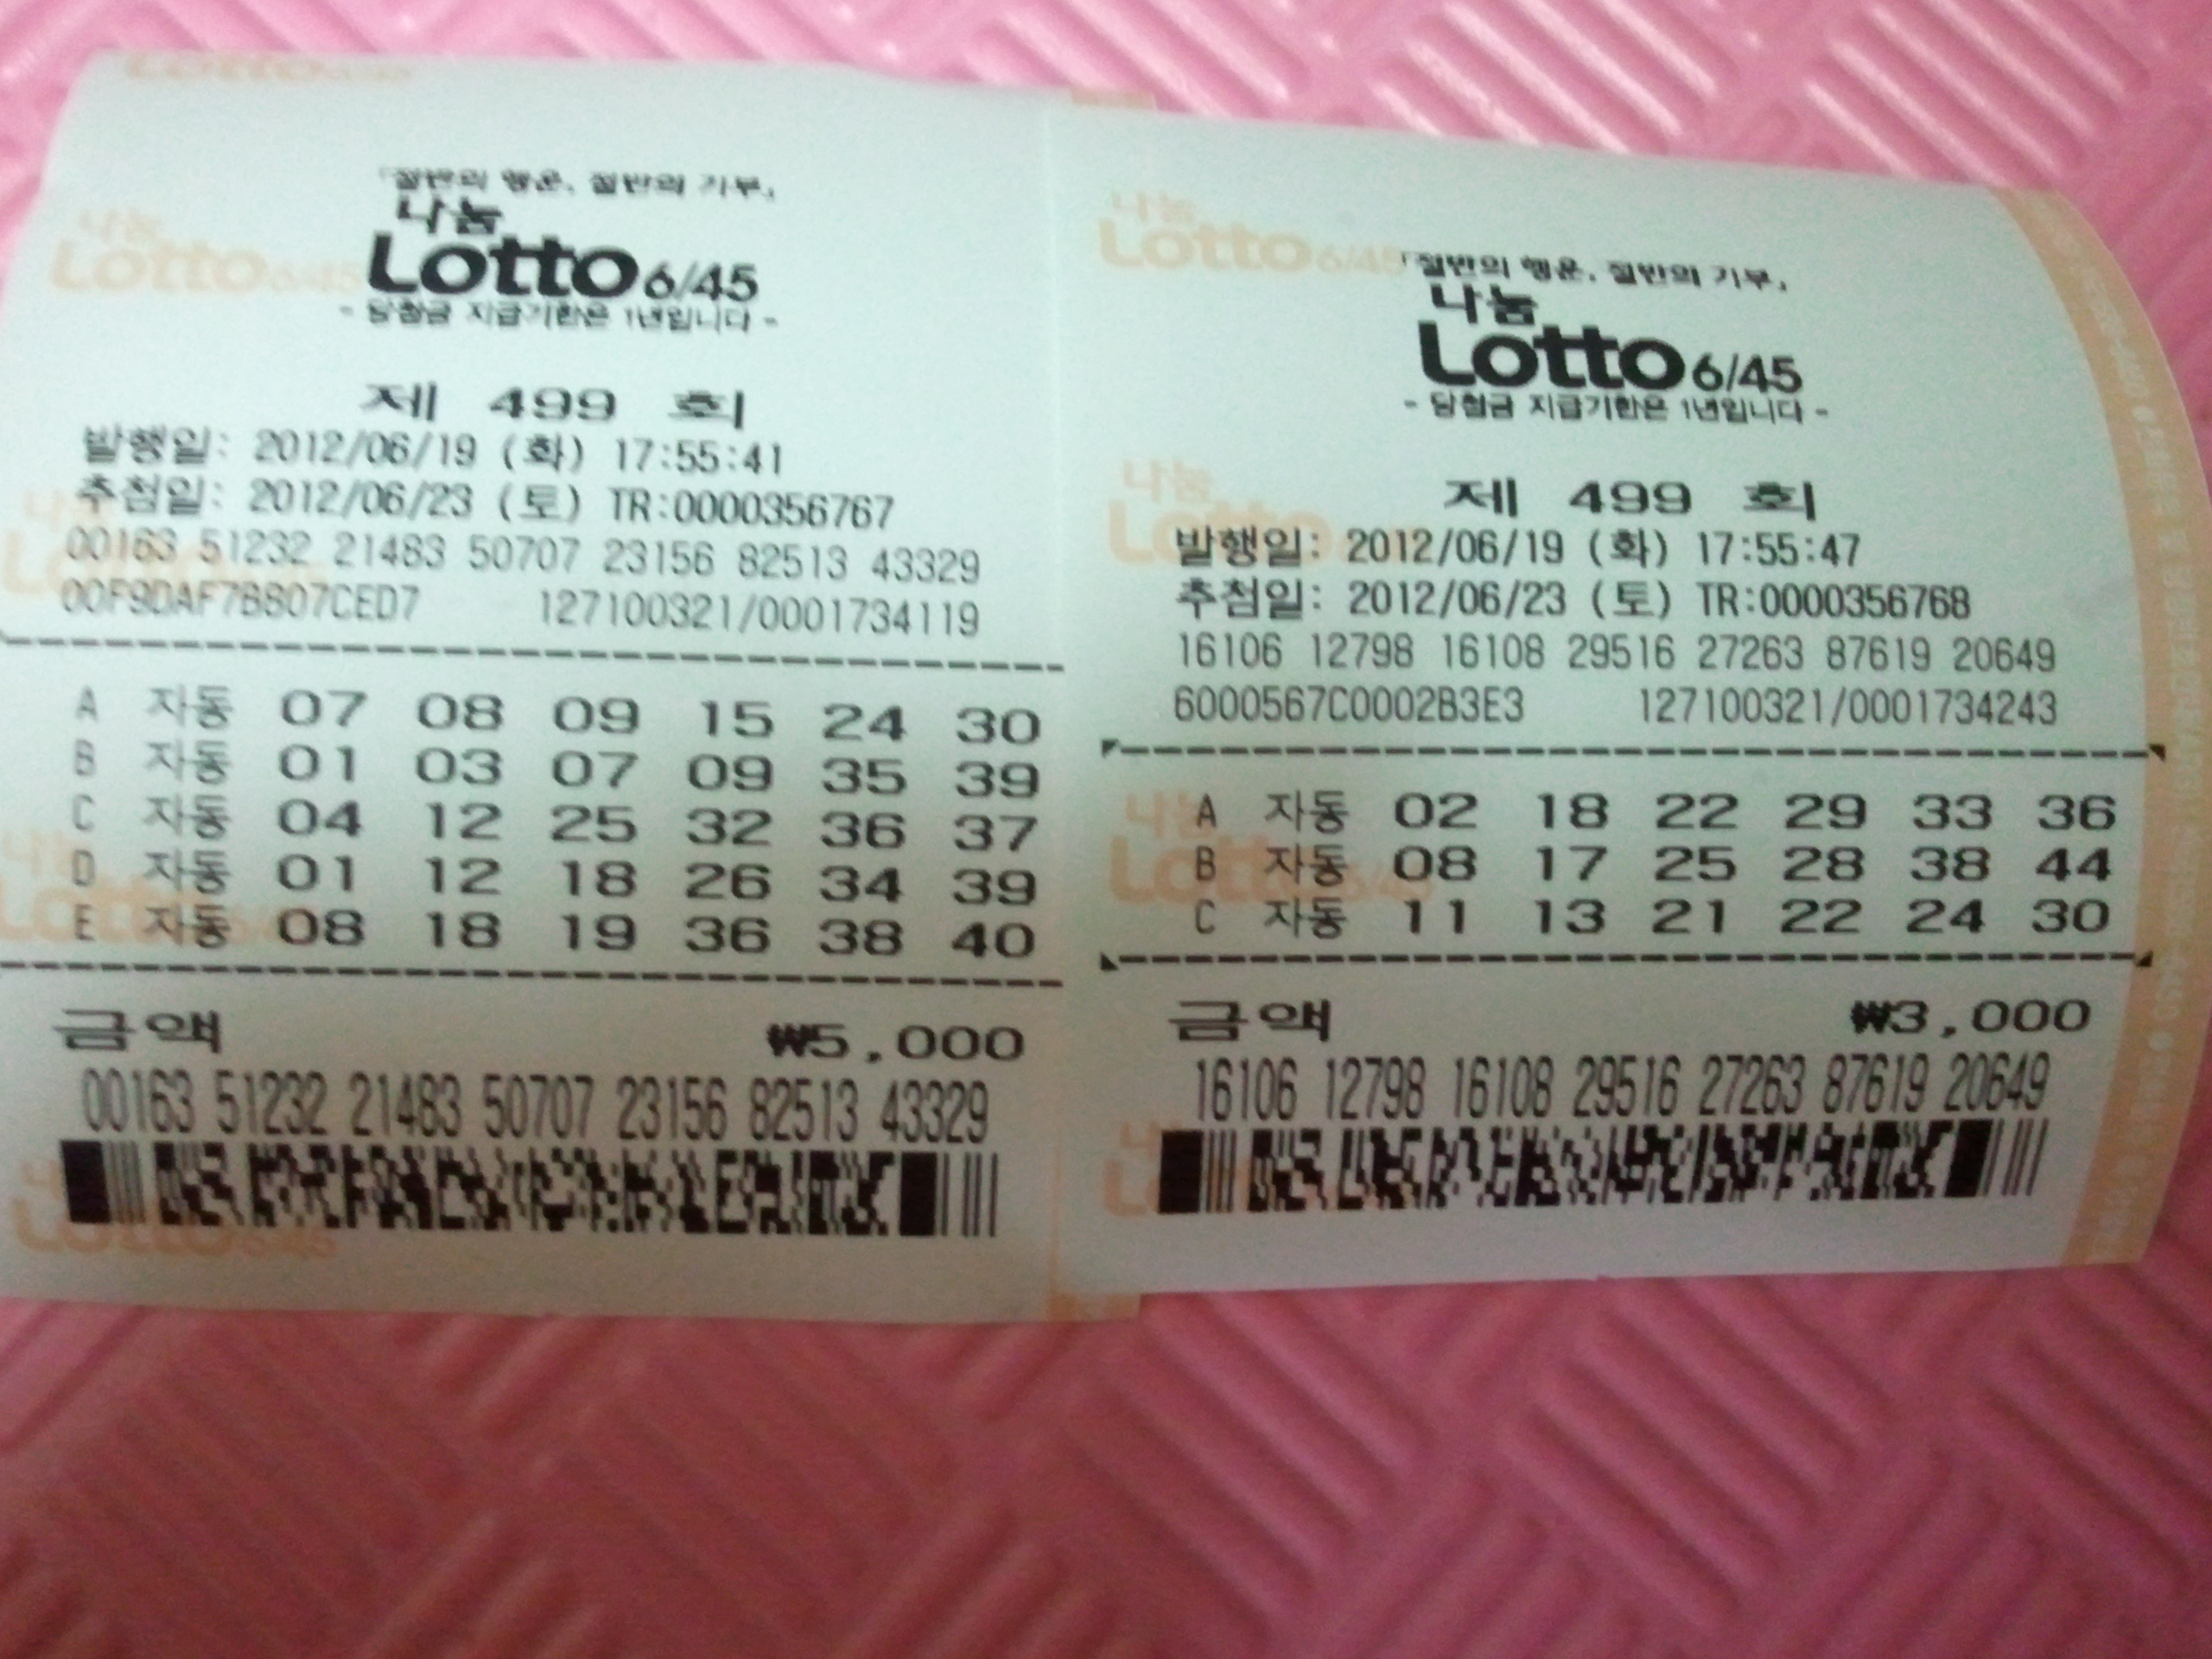 「절반의 행운, 절반의 기부」
나눔
Lotto 6/45
- 당첨금 지급기한은 1년입니다 -
제 499 회
발행일: 2012/06/19 (화) 17:55:41
추첨일: 2012/06/23 (토) TR:0000356767
00163 51232 21483 50707 23156 82513 43329
00F9DAF7BB07CED7 127100321/0001734119
A 자동 07 08 09 15 24 30
B 자동 01 03 07 09 35 39
C 자동 04 12 25 32 36 37
D 자동 01 12 18 26 34 39
E 자동 08 18 19 36 38 40
금액 ₩5,000
00163 51232 21483 50707 23156 82513 43329
「절반의 행운, 절반의 기부」
나눔
Lotto 6/45
- 당첨금 지급기한은 1년입니다 -
제 499 회
발행일: 2012/06/19 (화) 17:55:47
추첨일: 2012/06/23 (토) TR:0000356768
16106 12798 16108 29516 27263 87619 20649
6000567C0002B3E3 127100321/0001734243
A 자동 02 18 22 29 33 36
B 자동 08 17 25 28 38 44
C 자동 11 13 21 22 24 30
금액 ₩3,000
16106 12798 16108 29516 27263 87619 20649